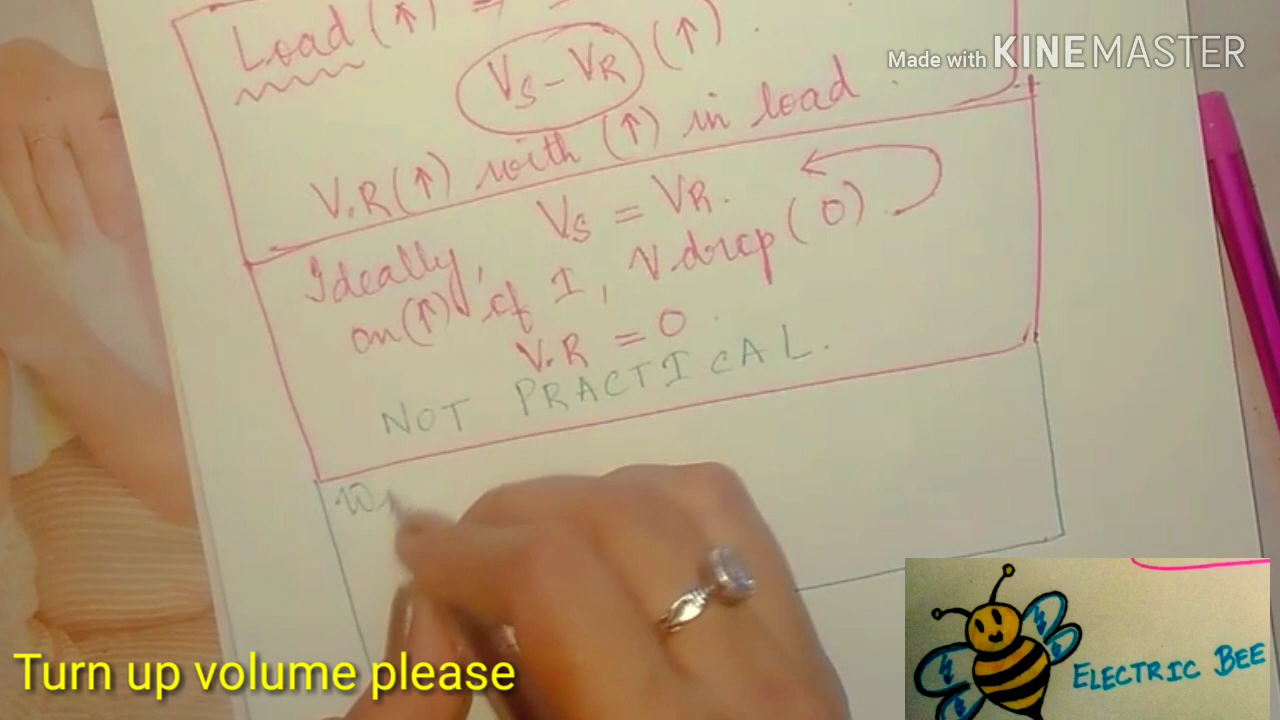 Load (↑) =
Made with KINEMASTER
VS - VR (↑).
V.R(↑) with (↑) in load.
Ideally, VS = VR.
on (↑) of I, V.drop (0)
V.R = 0.
NOT PRACTICAL.
Turn up volume please
ELECTRIC BEE